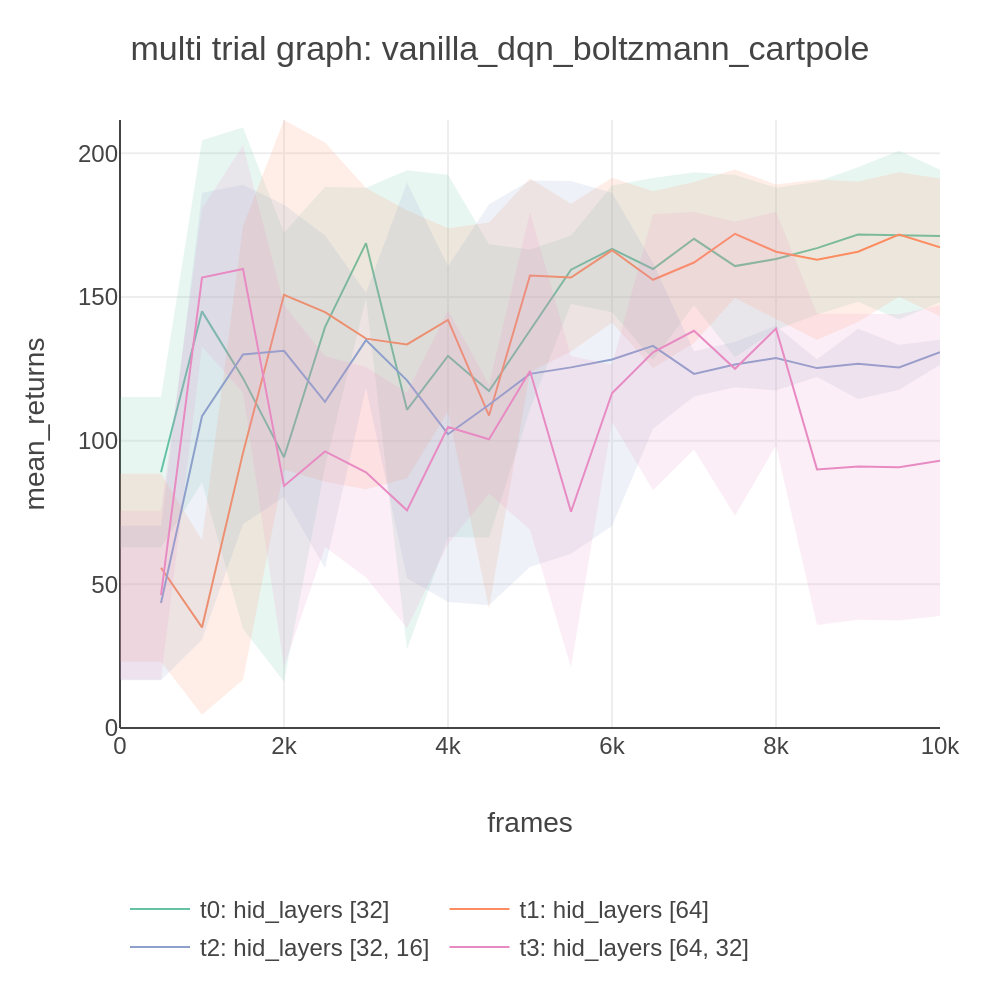 multi trial graph: vanilla_dqn_boltzmann_cartpole
mean_returns
200
150
100
50
0
0 2k 4k 6k 8k 10k
frames
t0: hid_layers [32] t1: hid_layers [64]
t2: hid_layers [32, 16] t3: hid_layers [64, 32]